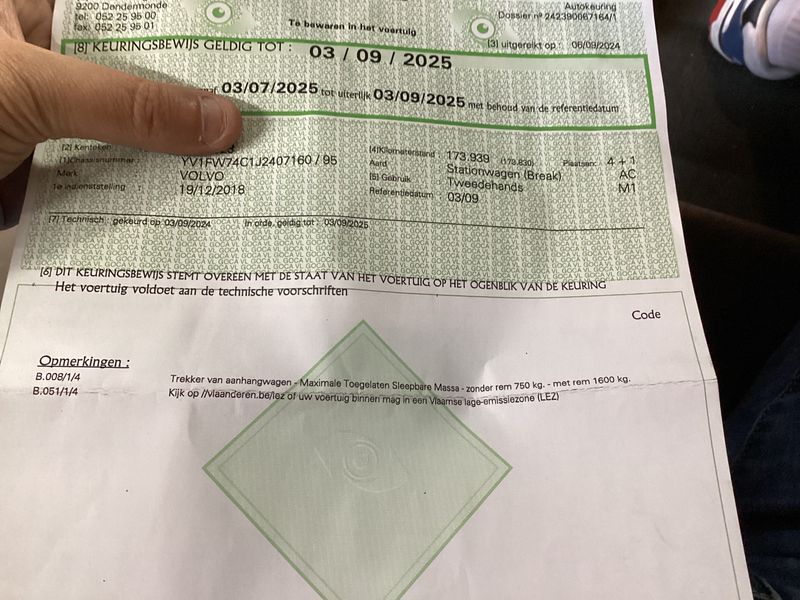 9200 Dendermonde
tel: 052 25 95 00
fax: 052 25 95 01
Te bewaren in het voertuig
Autokeuring
Dossier nº 242390667164/1
[3] uitgereikt op : 06/09/2024
[8] KEURINGSBEWIJS GELDIG TOT : 03 / 09 / 2025
03/07/2025 tot uiterlijk 03/09/2025 met behoud van de referentiedatum
[2] Kenteken
[1] Chassisnummer : YV1FW74C1J2407160 / 95
Merk VOLVO
1e indienststelling : 19/12/2018
[4] Kilometerstand 173.939 (173.830) Plaatsen: 4 + 1
Aard Stationwagen (Break) AC
[5] Gebruik Tweedehands M1
Referentiedatum 03/09
[7] Technisch : gekeurd op 03/09/2024 In orde, geldig tot : 03/09/2025
[6] DIT KEURINGSBEWIJS STEMT OVEREEN MET DE STAAT VAN HET VOERTUIG OP HET OGENBLIK VAN DE KEURING
Het voertuig voldoet aan de technische voorschriften
Code
Opmerkingen :
B.008/1/4 Trekker van aanhangwagen - Maximale Toegelaten Sleepbare Massa - zonder rem 750 kg. - met rem 1600 kg.
B.051/1/4 Kijk op //vlaanderen.be/lez of uw voertuig binnen mag in een Vlaamse lage-emissiezone (LEZ)